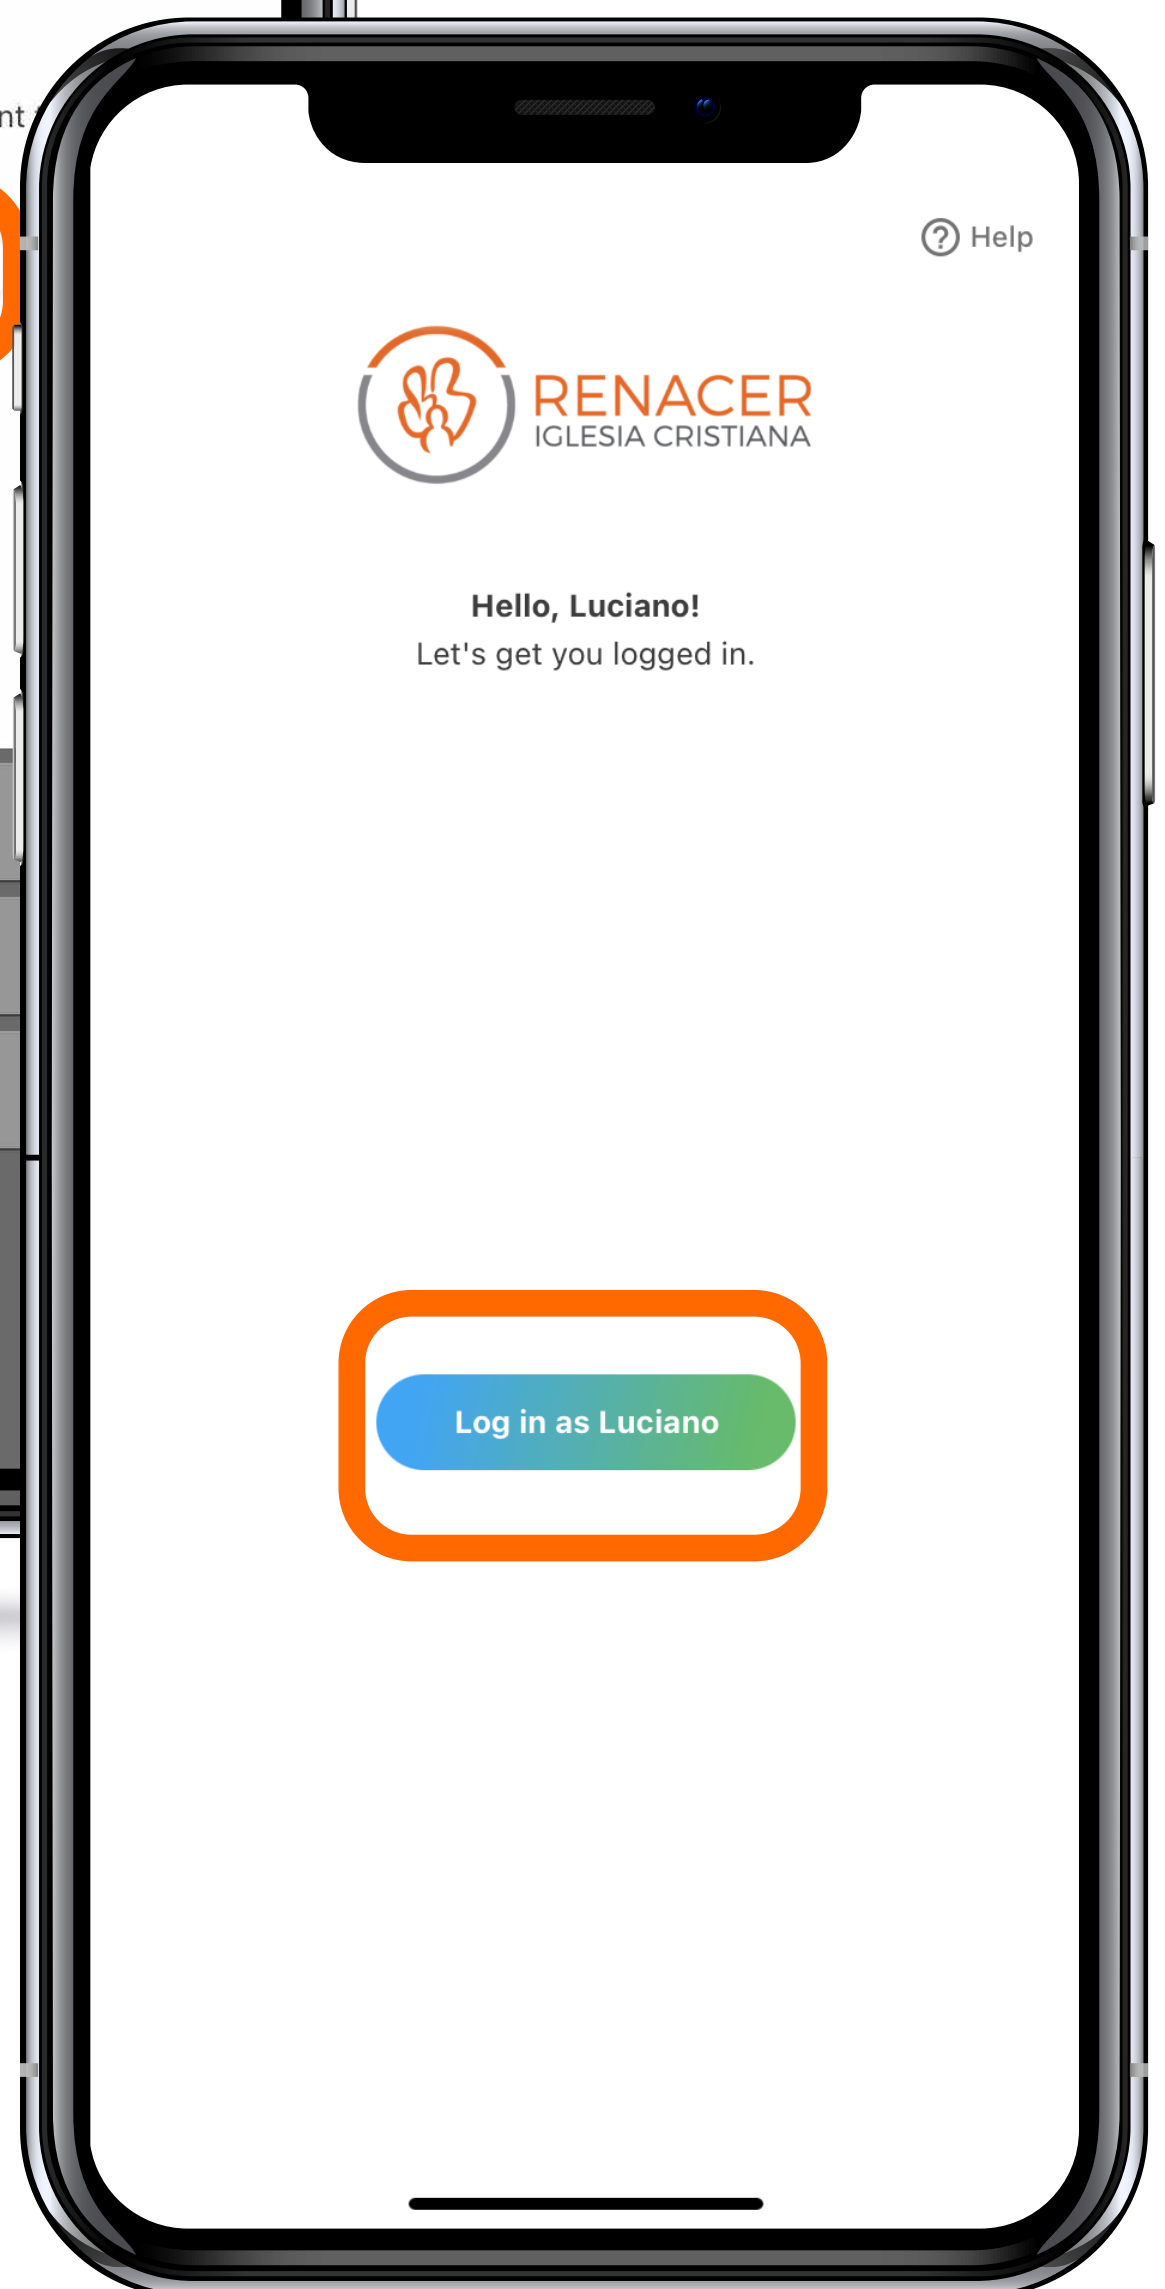 Help
RENACER
IGLESIA CRISTIANA
Hello, Luciano!
Let's get you logged in.
Log in as Luciano